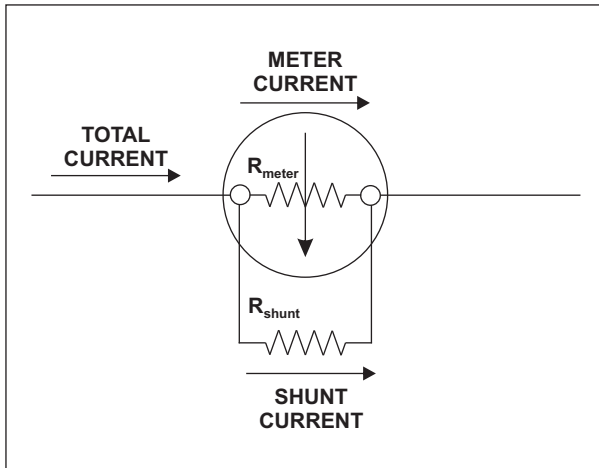 METER
CURRENT
TOTAL
CURRENT
Rmeter
Rshunt
SHUNT
CURRENT